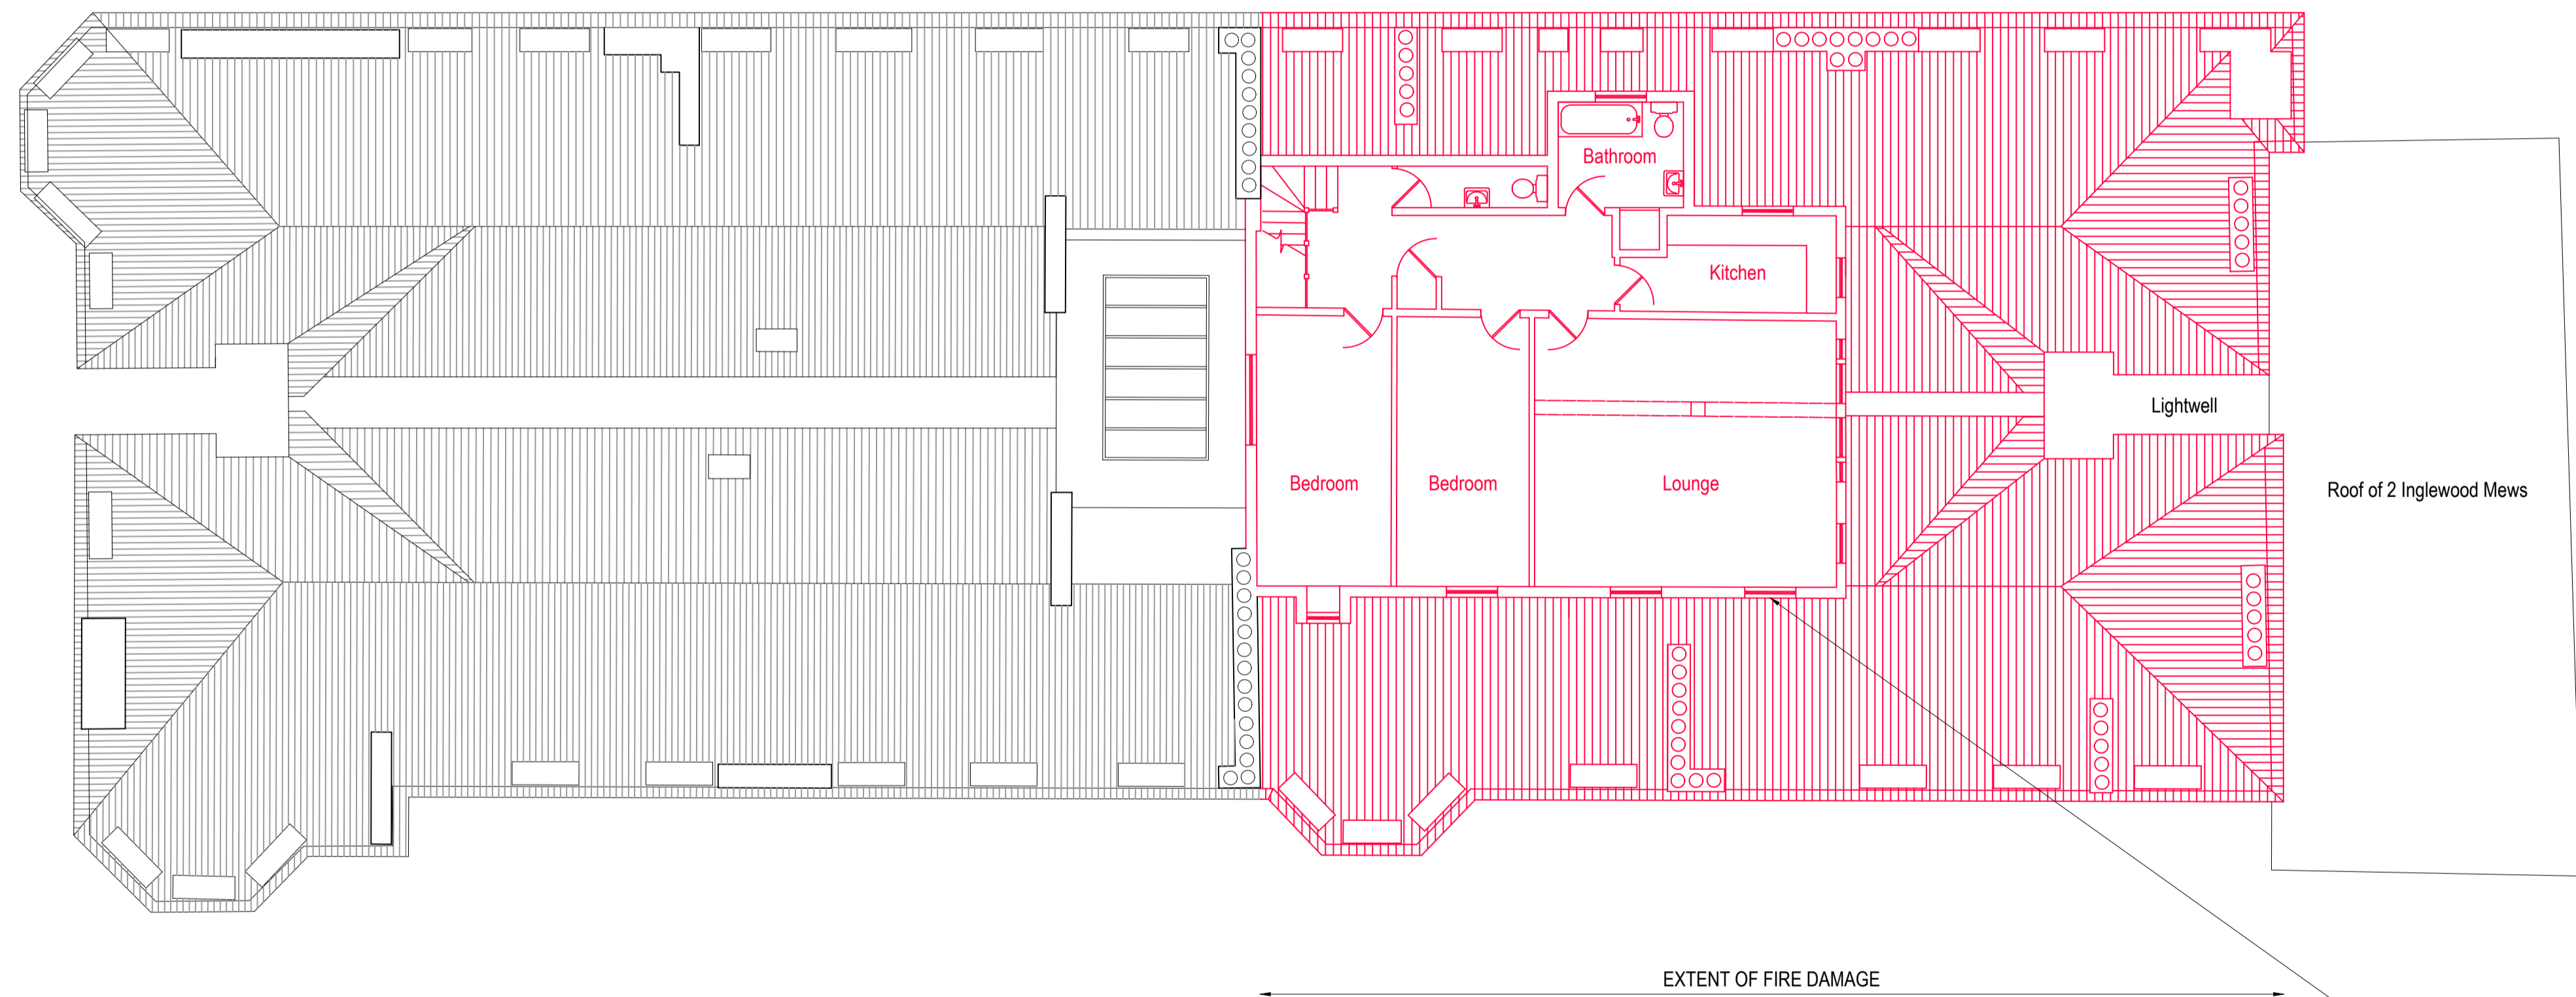 Bathroom
Kitchen
Lightwell
Bedroom
Bedroom
Lounge
Roof of 2 Inglewood Mews
EXTENT OF FIRE DAMAGE